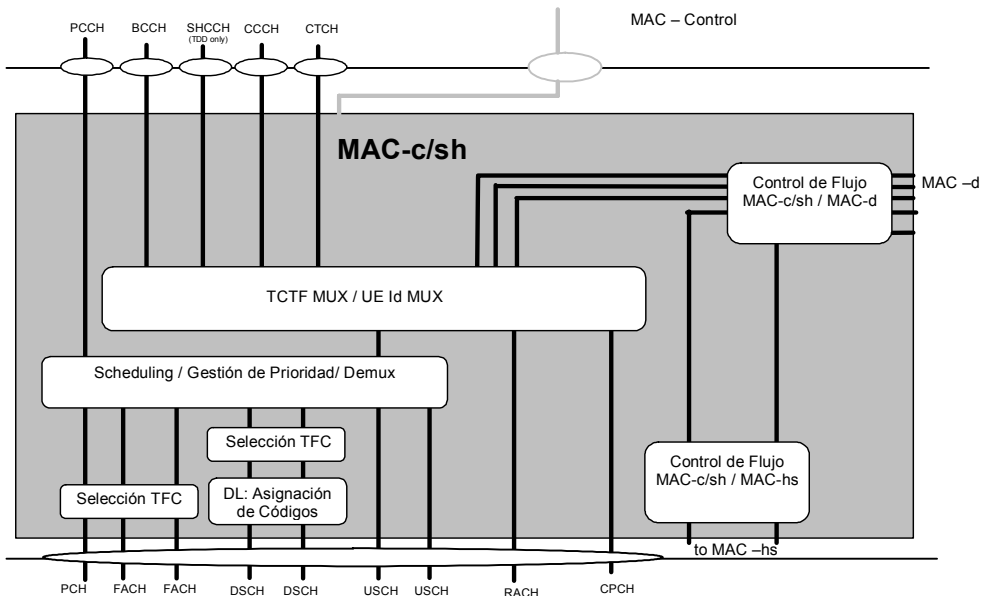 MAC – Control
PCCH
BCCH
SHCCH
(TDD only)
CCCH
CTCH
MAC-c/sh
Control de Flujo
MAC-c/sh / MAC-d
MAC –d
TCTF MUX / UE Id MUX
Scheduling / Gestión de Prioridad/ Demux
Selección TFC
Selección TFC
DL: Asignación
de Códigos
Control de Flujo
MAC-c/sh / MAC-hs
to MAC –hs
PCH
FACH
FACH
DSCH
DSCH
USCH
USCH
RACH
CPCH